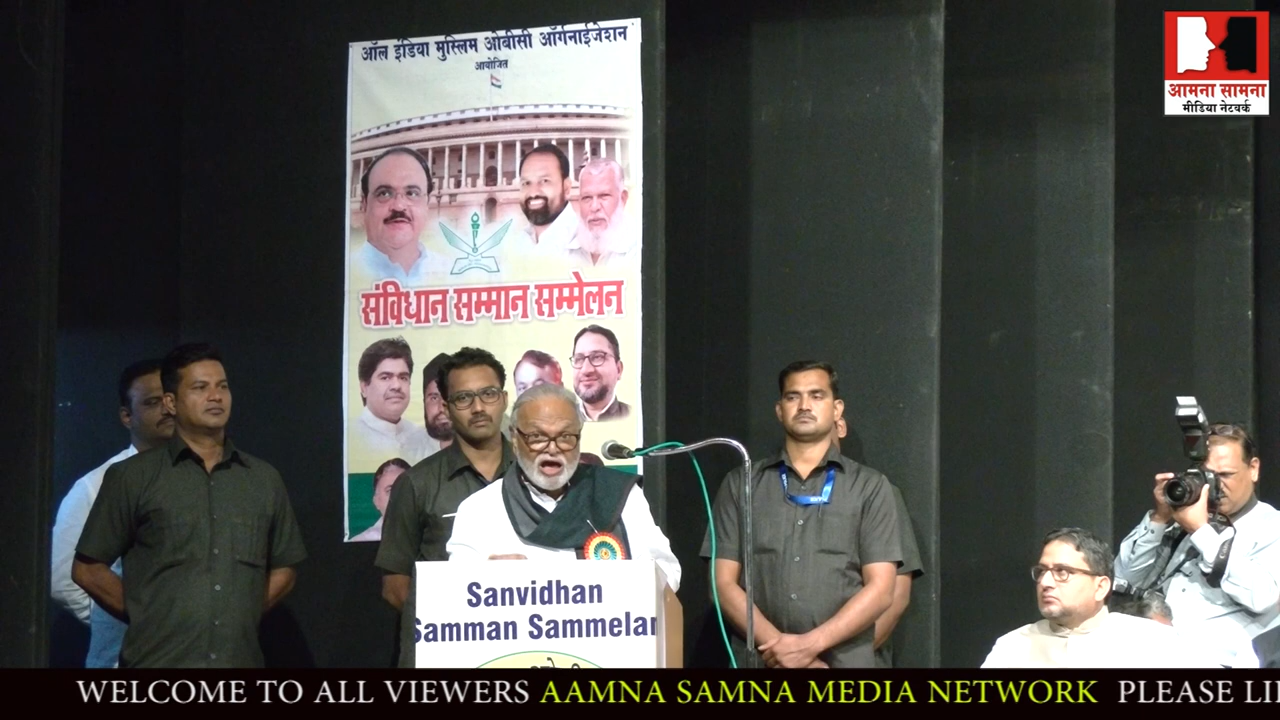 ऑल इंडिया मुस्लिम ओबीसी ऑर्गनाईजेशन
आयोजित
संविधान सम्मान सम्मेलन
आमना सामना
मीडिया नेटवर्क
Sanvidhan
Samman Sammelan
WELCOME TO ALL VIEWERS AAMNA SAMNA MEDIA NETWORK PLEASE LI